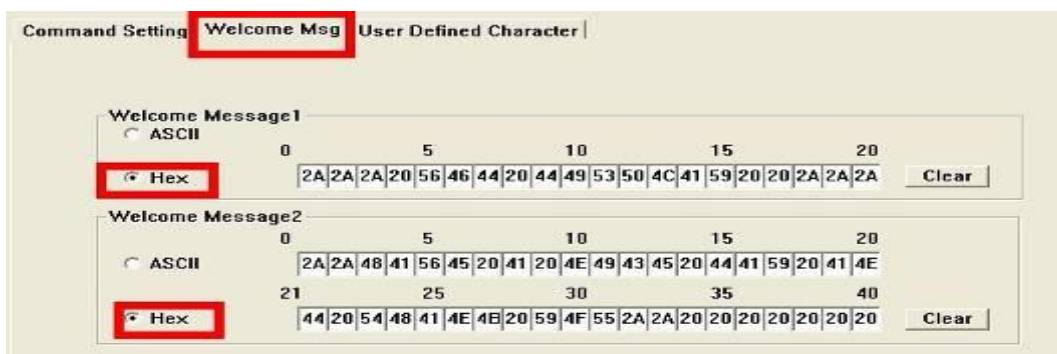 Command Setting Welcome Msg User Defined Character
Welcome Message1
ASCII
0 5 10 15 20
Hex 2A 2A 2A 20 56 46 44 20 44 49 53 50 4C 41 59 20 20 2A 2A 2A Clear
Welcome Message2
0 5 10 15 20
ASCII 2A 2A 48 41 56 45 20 41 20 4E 49 43 45 20 44 41 59 20 41 4E
21 25 30 35 40
Hex 44 20 54 48 41 4E 4B 20 59 4F 55 2A 2A 20 20 20 20 20 20 20 Clear